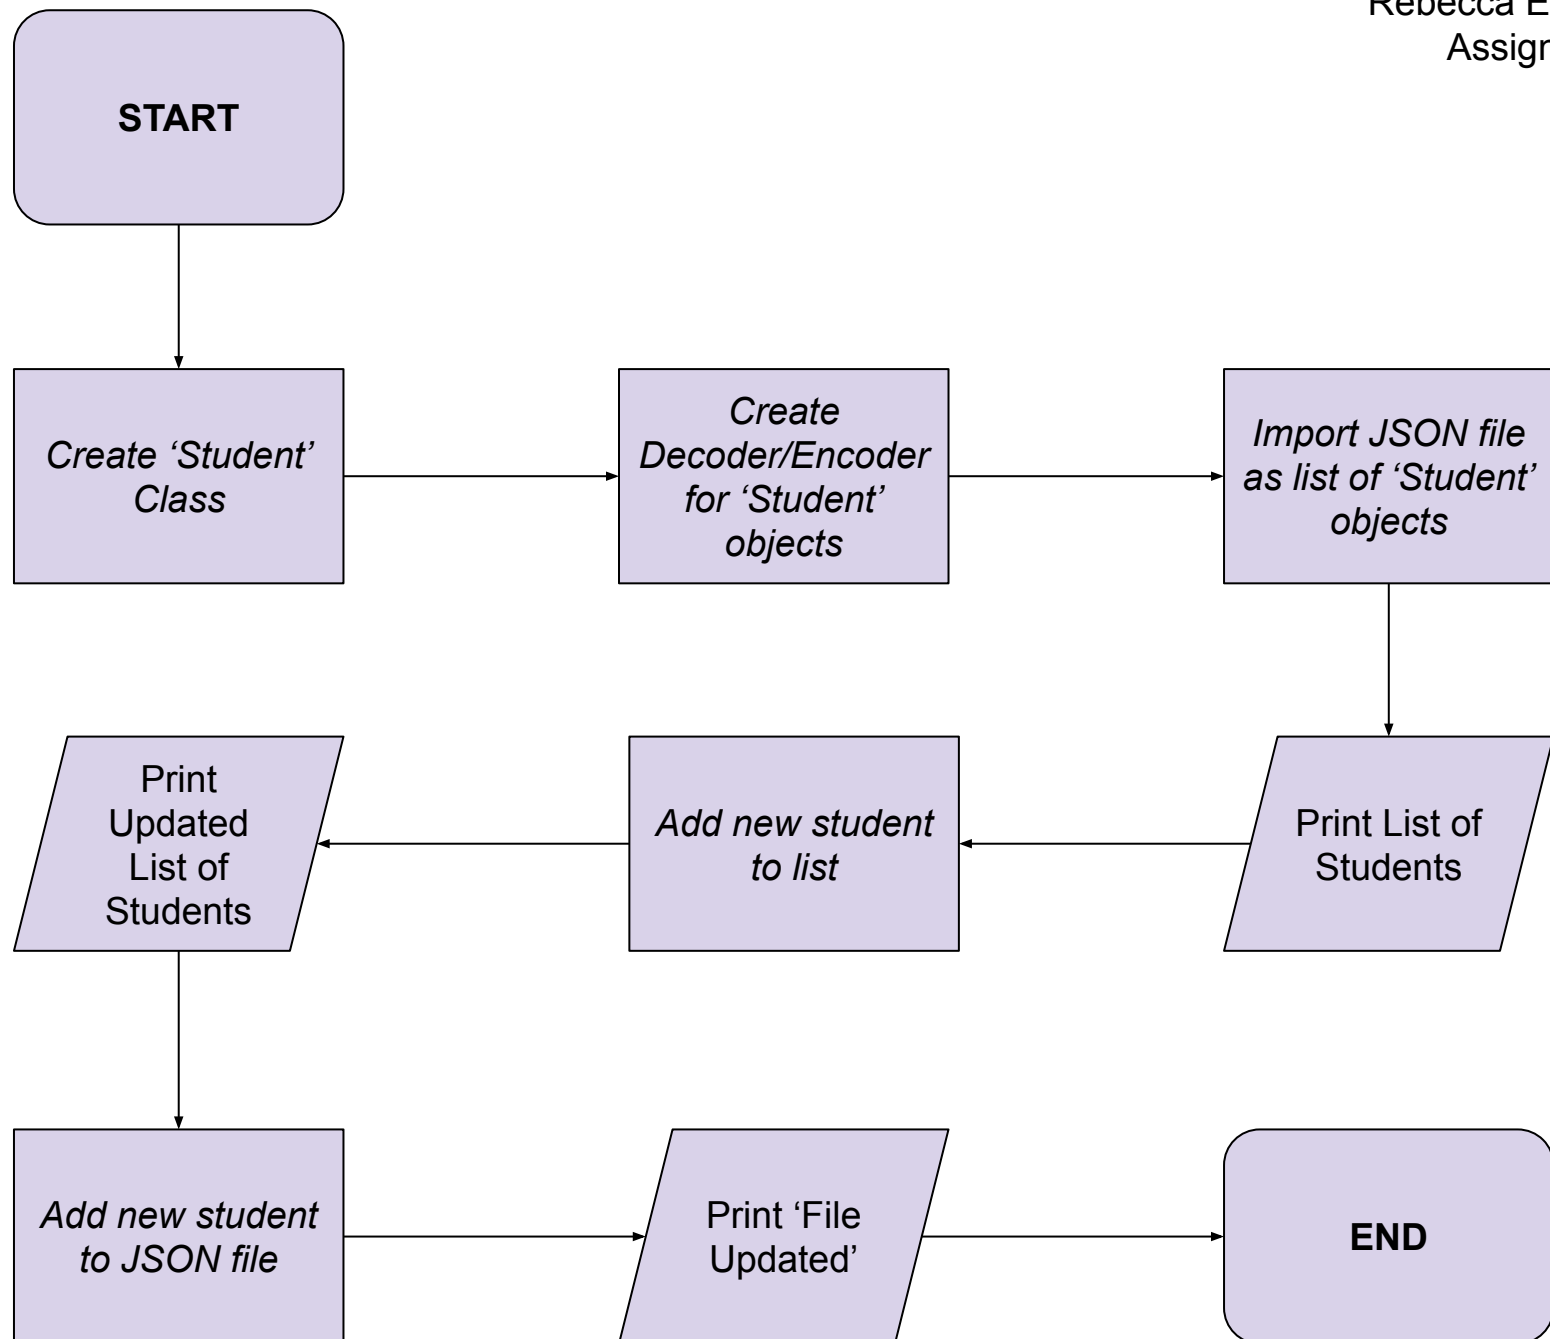 Rebecca E
START
Create ‘Student’
Class
Create
Decoder/Encoder
for ‘Student’
objects
Import JSON file
as list of ‘Student’
objects
Print List of
Students
Add new student
to list
Print
Updated
List of
Students
Add new student
to JSON file
Print ‘File
Updated’
END